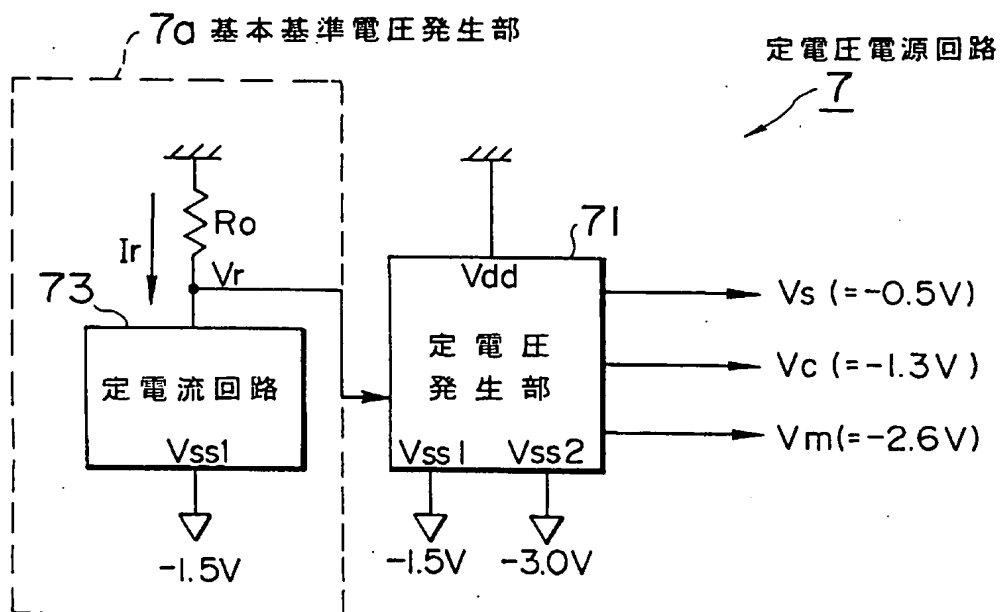 7a 基本基準電圧発生部
定電圧電源回路
7
Ro
Ir
Vr
73
定電流回路
Vss1
-1.5V
71
Vdd
定電圧
発生部
Vss1 Vss2
-1.5V -3.0V
Vs (=-0.5V)
Vc (=-1.3V)
Vm(=-2.6V)